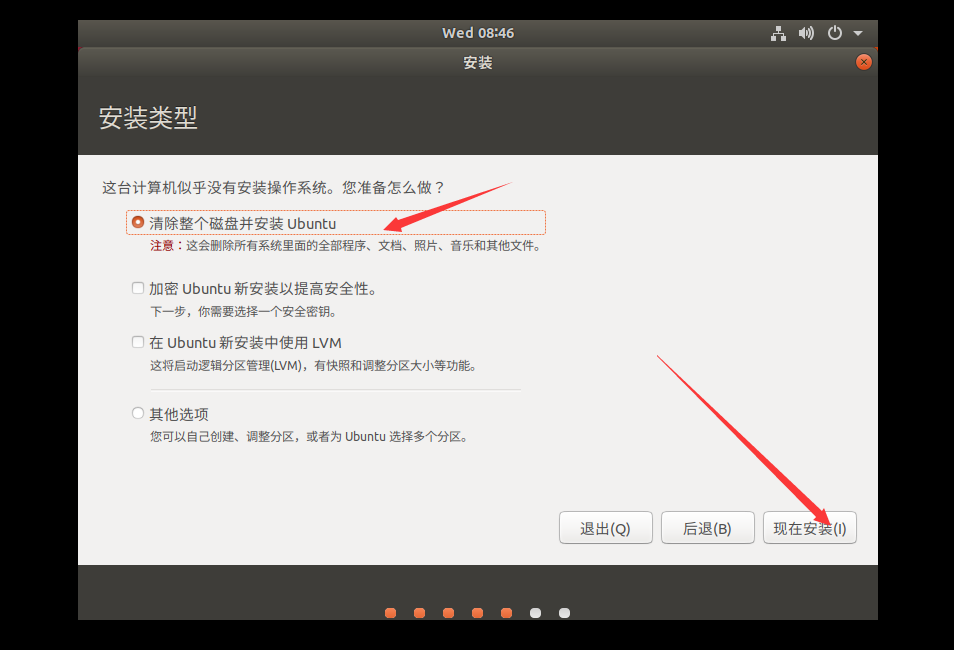 Wed 08:46
安装
安装类型
这台计算机似乎没有安装操作系统。您准备怎么做？
清除整个磁盘并安装 Ubuntu
注意：这会删除所有系统里面的全部程序、文档、照片、音乐和其他文件。
加密 Ubuntu 新安装以提高安全性。
下一步，你需要选择一个安全密钥。
在 Ubuntu 新安装中使用 LVM
这将启动逻辑分区管理(LVM)，有快照和调整分区大小等功能。
其他选项
您可以自己创建、调整分区，或者为 Ubuntu 选择多个分区。
退出(Q) 后退(B) 现在安装(I)